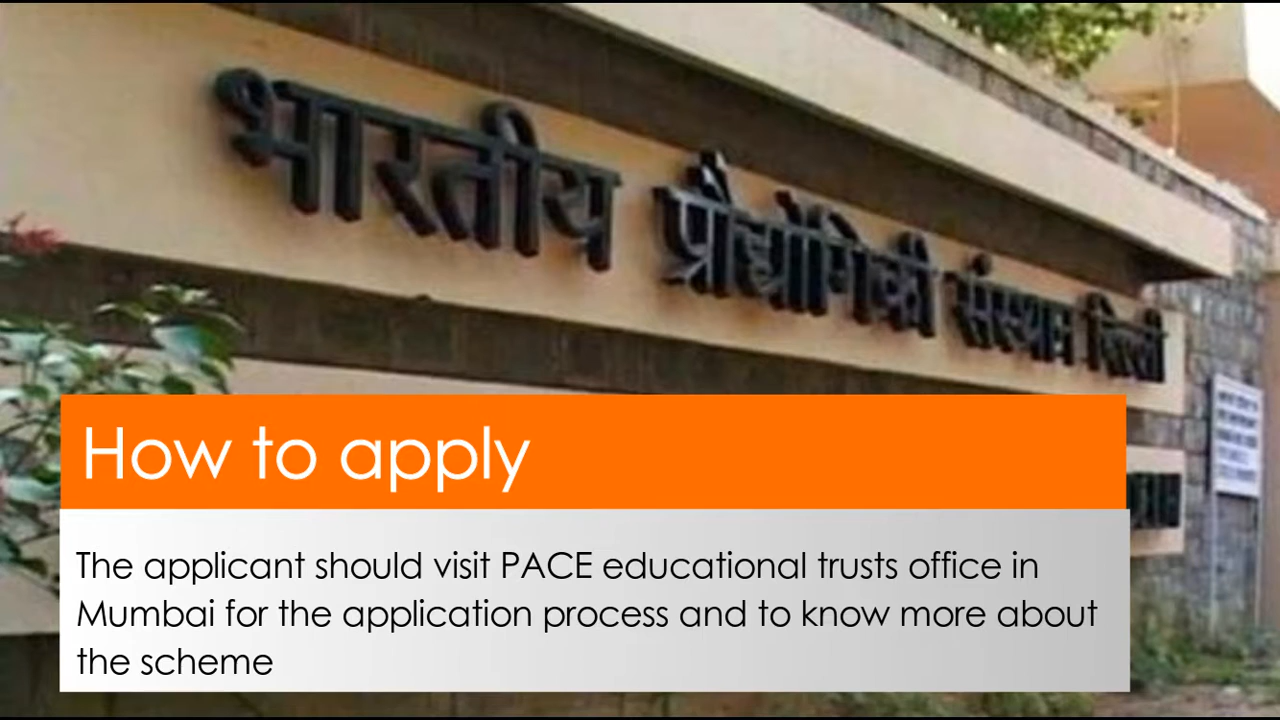 भारतीय प्रौद्योगिकी संस्थान दिल्ली
How to apply
The applicant should visit PACE educational trusts office in
Mumbai for the application process and to know more about
the scheme